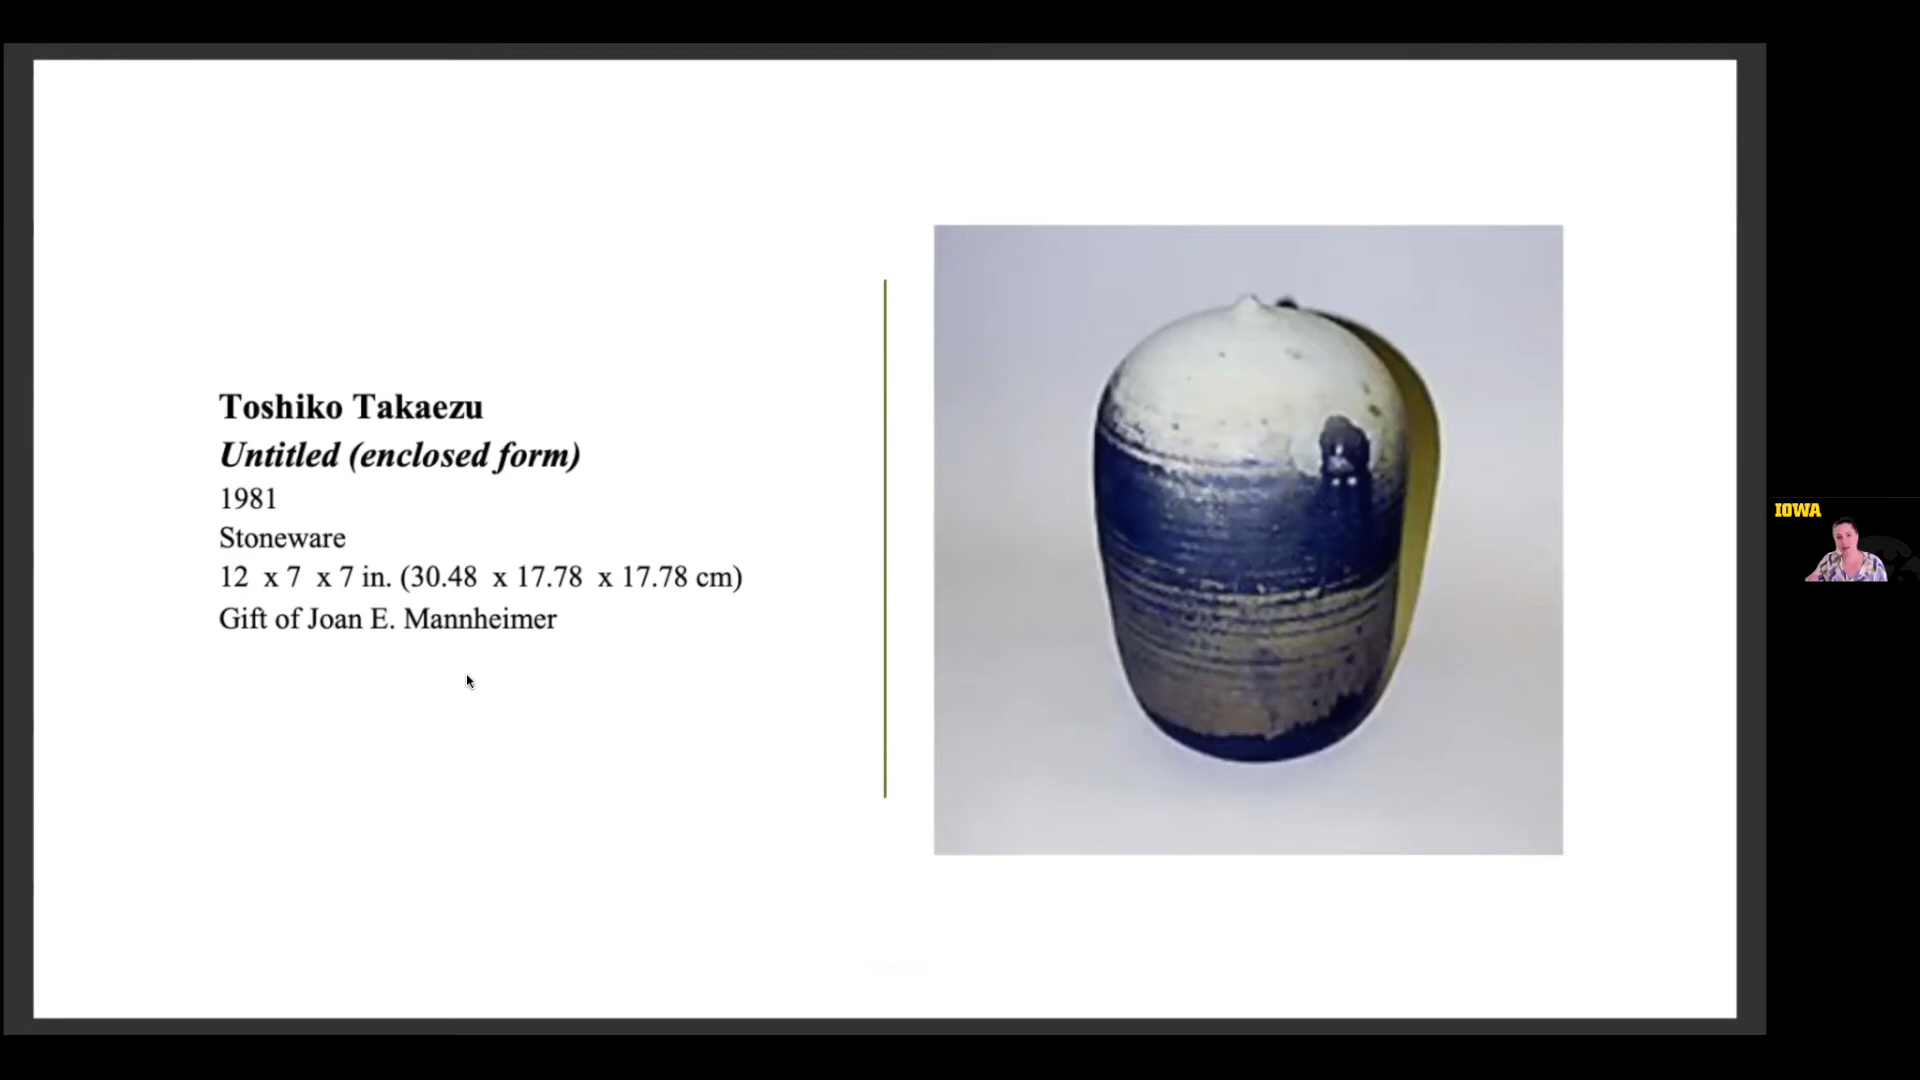 Toshiko Takaezu
Untitled (enclosed form)
1981
Stoneware
12 x 7 x 7 in. (30.48 x 17.78 x 17.78 cm)
Gift of Joan E. Mannheimer
IOWA